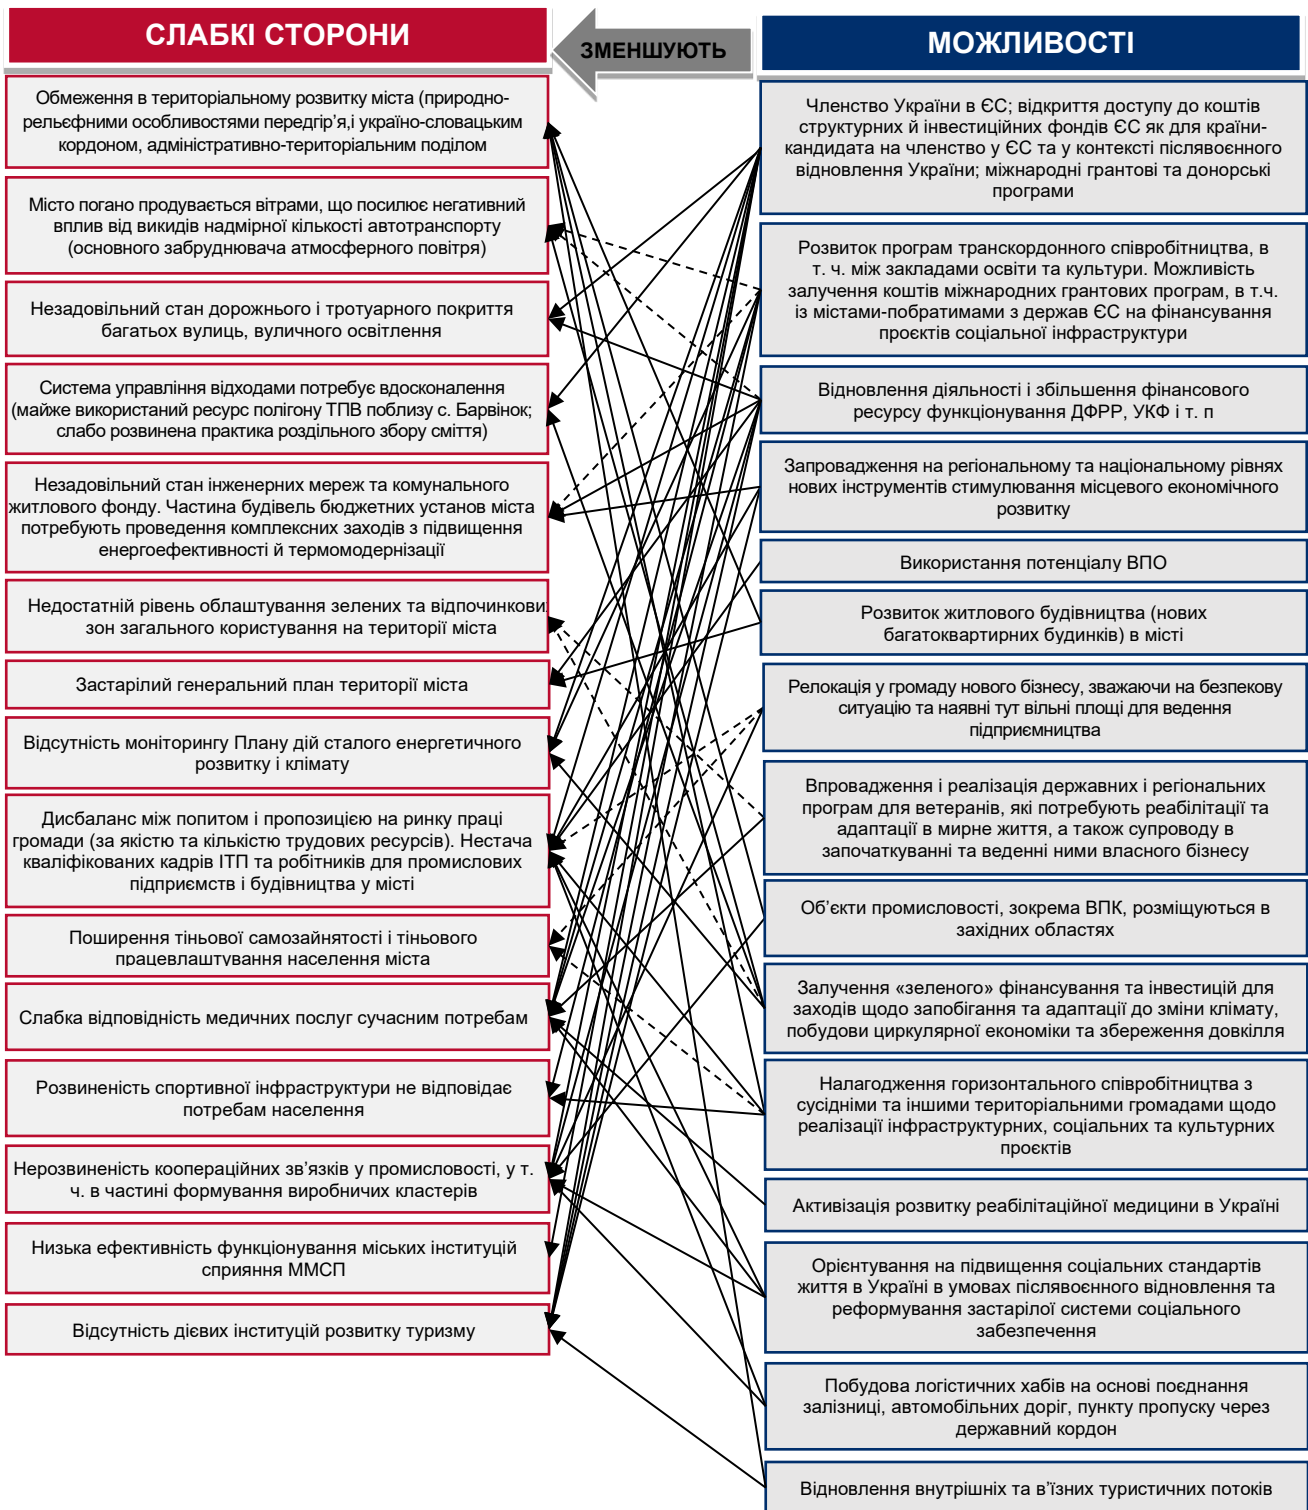 СЛАБКІ СТОРОНИ
ЗМЕНШУЮТЬ
МОЖЛИВОСТІ
Обмеження в територіальному розвитку міста (природно-
рельєфними особливостями передгір’я,і україно-словацьким
кордоном, адміністративно-територіальним поділом
Місто погано продувається вітрами, що посилює негативний
вплив від викидів надмірної кількості автотранспорту
(основного забруднювача атмосферного повітря)
Незадовільний стан дорожнього і тротуарного покриття
багатьох вулиць, вуличного освітлення
Система управління відходами потребує вдосконалення
(майже використаний ресурс полігону ТПВ поблизу с. Барвінок;
слабо розвинена практика роздільного збору сміття)
Незадовільний стан інженерних мереж та комунального
житлового фонду. Частина будівель бюджетних установ міста
потребують проведення комплексних заходів з підвищення
енергоефективності й термомодернізації
Недостатній рівень облаштування зелених та відпочинкових
зон загального користування на території міста
Застарілий генеральний план території міста
Відсутність моніторингу Плану дій сталого енергетичного
розвитку і клімату
Дисбаланс між попитом і пропозицією на ринку праці
громади (за якістю та кількістю трудових ресурсів). Нестача
кваліфікованих кадрів ІТП та робітників для промислових
підприємств і будівництва у місті
Поширення тіньової самозайнятості і тіньового
працевлаштування населення міста
Слабка відповідність медичних послуг сучасним потребам
Розвиненість спортивної інфраструктури не відповідає
потребам населення
Нерозвиненість коопераційних зв’язків у промисловості, у т.
ч. в частині формування виробничих кластерів
Низька ефективність функціонування міських інституцій
сприяння ММСП
Відсутність дієвих інституцій розвитку туризму
Членство України в ЄС; відкриття доступу до коштів
структурних й інвестиційних фондів ЄС як для країни-
кандидата на членство у ЄС та у контексті післявоєнного
відновлення України; міжнародні грантові та донорські
програми
Розвиток програм транскордонного співробітництва, в
т. ч. між закладами освіти та культури. Можливість
залучення коштів міжнародних грантових програм, в т.ч.
із містами-побратимами з держав ЄС на фінансування
проєктів соціальної інфраструктури
Відновлення діяльності і збільшення фінансового
ресурсу функціонування ДФРР, УКФ і т. п
Запровадження на регіональному та національному рівнях
нових інструментів стимулювання місцевого економічного
розвитку
Використання потенціалу ВПО
Розвиток житлового будівництва (нових
багатоквартирних будинків) в місті
Релокація у громаду нового бізнесу, зважаючи на безпекову
ситуацію та наявні тут вільні площі для ведення
підприємництва
Впровадження і реалізація державних і регіональних
програм для ветеранів, які потребують реабілітації та
адаптації в мирне життя, а також супроводу в
започаткуванні та веденні ними власного бізнесу
Об’єкти промисловості, зокрема ВПК, розміщуються в
західних областях
Залучення «зеленого» фінансування та інвестицій для
заходів щодо запобігання та адаптації до зміни клімату,
побудови циркулярної економіки та збереження довкілля
Налагодження горизонтального співробітництва з
сусідніми та іншими територіальними громадами щодо
реалізації інфраструктурних, соціальних та культурних
проєктів
Активізація розвитку реабілітаційної медицини в Україні
Орієнтування на підвищення соціальних стандартів
життя в Україні в умовах післявоєнного відновлення та
реформування застарілої системи соціального
забезпечення
Побудова логістичних хабів на основі поєднання
залізниці, автомобільних доріг, пункту пропуску через
державний кордон
Відновлення внутрішніх та в’їзних туристичних потоків